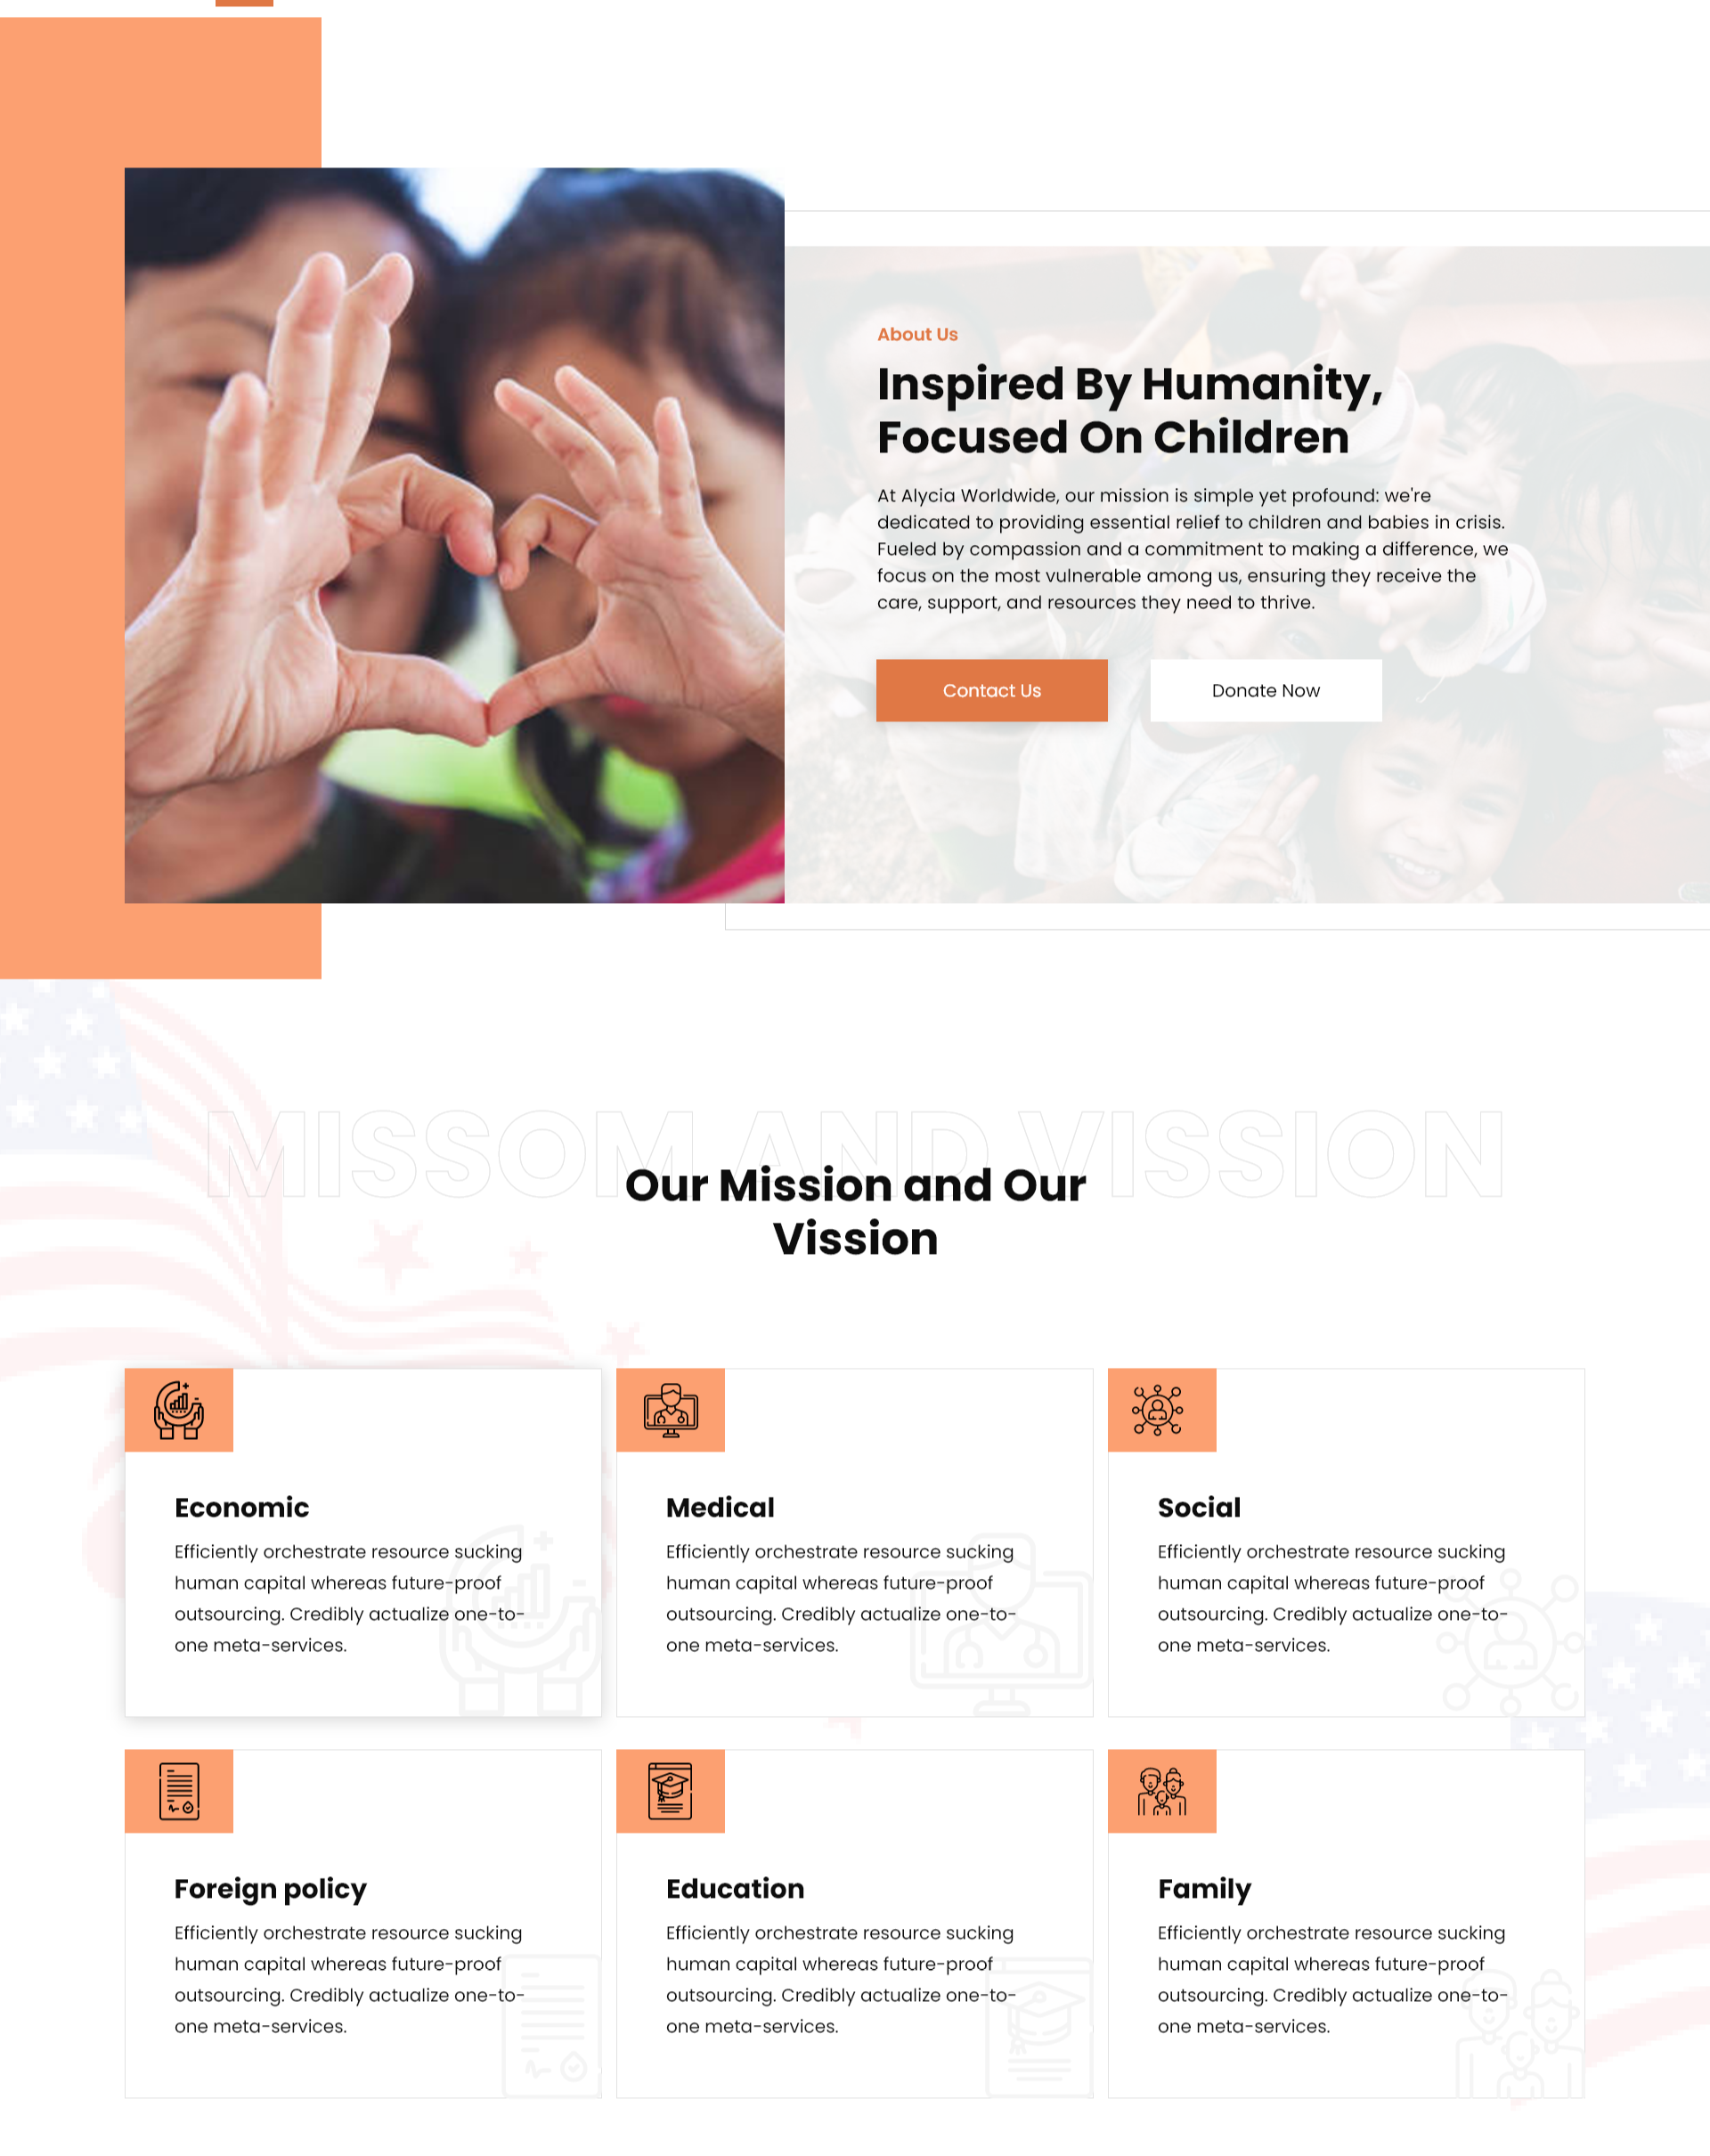 About Us
Inspired By Humanity,
Focused On Children
At Alycia Worldwide, our mission is simple yet profound: we're
dedicated to providing essential relief to children and babies in crisis.
Fueled by compassion and a commitment to making a difference, we
focus on the most vulnerable among us, ensuring they receive the
care, support, and resources they need to thrive.
Contact Us
Donate Now
MISSOM AND VISSION
Our Mission and Our
Vission
Economic
Efficiently orchestrate resource sucking
human capital whereas future-proof
outsourcing. Credibly actualize one-to-
one meta-services.
Medical
Efficiently orchestrate resource sucking
human capital whereas future-proof
outsourcing. Credibly actualize one-to-
one meta-services.
Social
Efficiently orchestrate resource sucking
human capital whereas future-proof
outsourcing. Credibly actualize one-to-
one meta-services.
Foreign policy
Efficiently orchestrate resource sucking
human capital whereas future-proof
outsourcing. Credibly actualize one-to-
one meta-services.
Education
Efficiently orchestrate resource sucking
human capital whereas future-proof
outsourcing. Credibly actualize one-to-
one meta-services.
Family
Efficiently orchestrate resource sucking
human capital whereas future-proof
outsourcing. Credibly actualize one-to-
one meta-services.